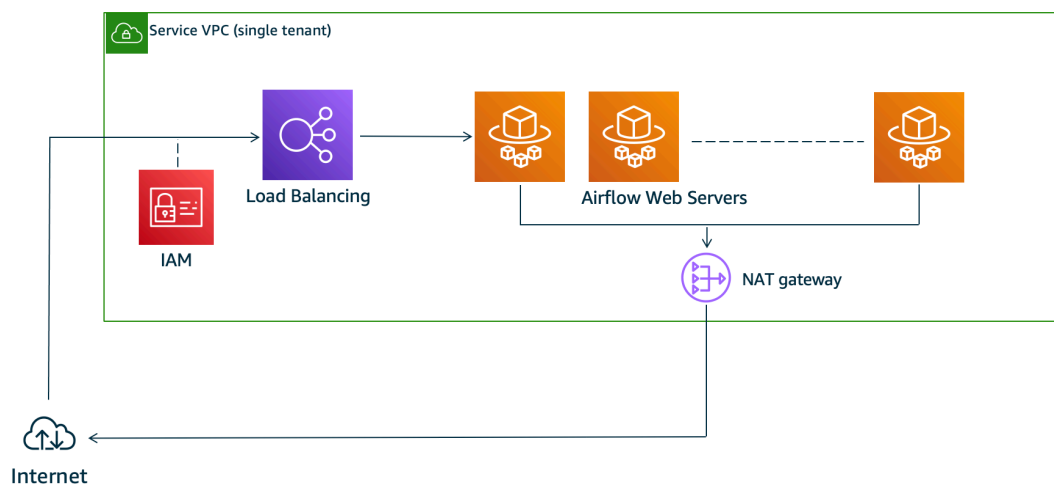 Service VPC (single tenant)
Load Balancing
Airflow Web Servers
IAM
NAT gateway
Internet